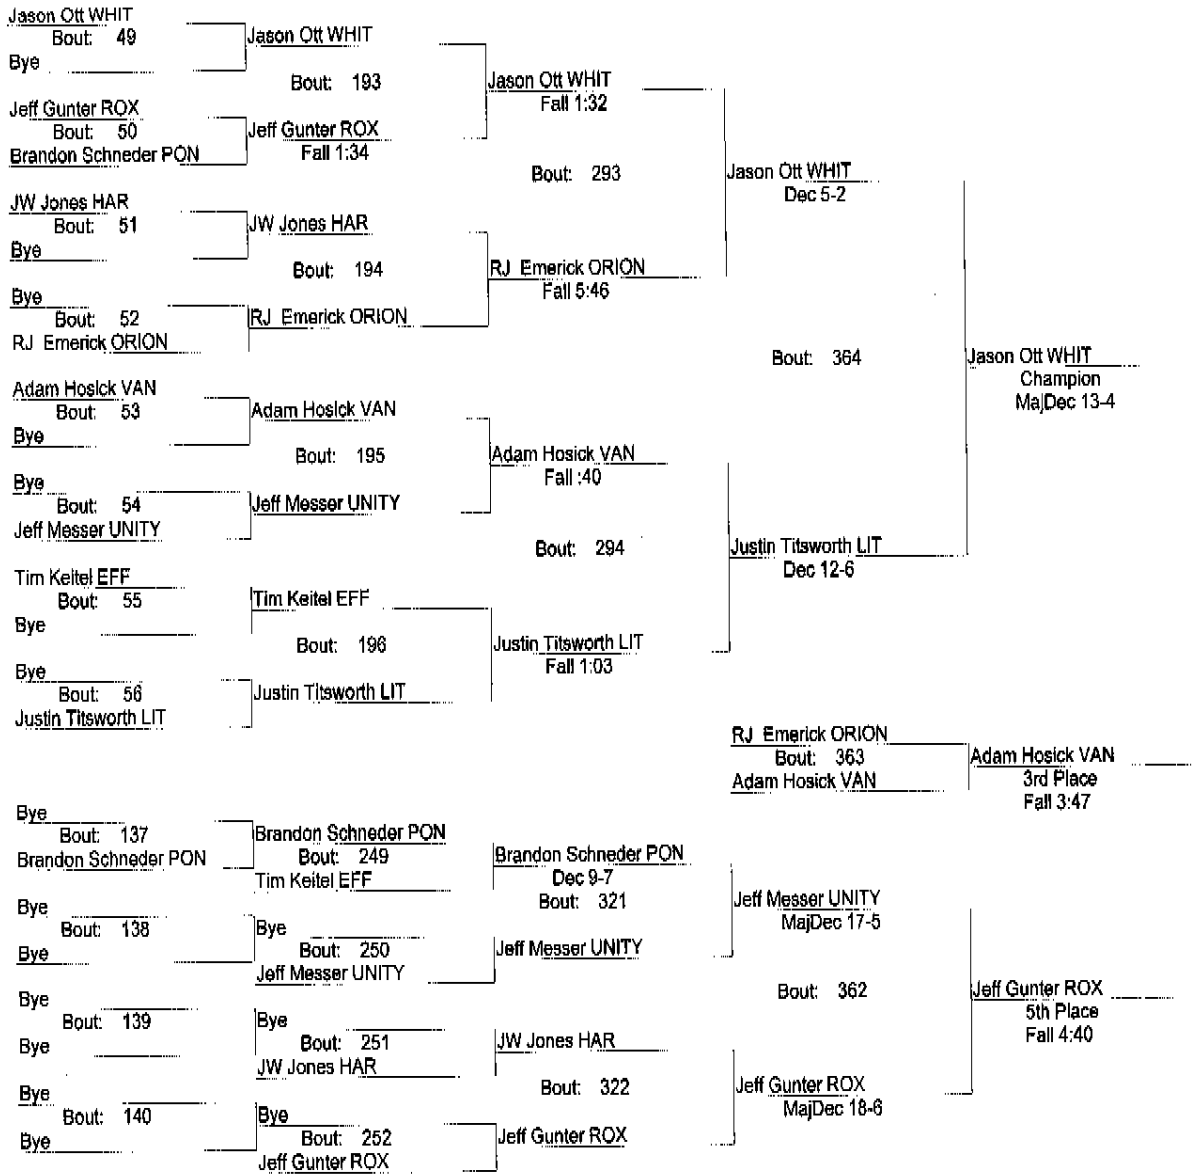 Jason Ott WHIT
Bout: 49
Bye
Jason Ott WHIT
Bout: 193
Jeff Gunter ROX
Bout: 50
Brandon Schneder PON
Jeff Gunter ROX
Fall 1:34
Jason Ott WHIT
Fall 1:32
Bout: 293
JW Jones HAR
Bout: 51
Bye
JW Jones HAR
Bout: 194
Bye
Bout: 52
RJ Emerick ORION
RJ Emerick ORION
RJ Emerick ORION
Fall 5:46
Jason Ott WHIT
Dec 5-2
Bout: 364
Adam Hosick VAN
Bout: 53
Bye
Adam Hosick VAN
Bout: 195
Bye
Bout: 54
Jeff Messer UNITY
Jeff Messer UNITY
Adam Hosick VAN
Fall :40
Bout: 294
Tim Keitel EFF
Bout: 55
Bye
Tim Keitel EFF
Bout: 196
Bye
Bout: 56
Justin Titsworth LIT
Justin Titsworth LIT
Justin Titsworth LIT
Fall 1:03
Justin Titsworth LIT
Dec 12-6
Jason Ott WHIT
Champion
MajDec 13-4
RJ Emerick ORION
Bout: 363
Adam Hosick VAN
Adam Hosick VAN
3rd Place
Fall 3:47
Bye
Bout: 137
Brandon Schneder PON
Brandon Schneder PON
Bout: 249
Tim Keitel EFF
Brandon Schneder PON
Dec 9-7
Bout: 321
Bye
Bout: 138
Bye
Bye
Bout: 250
Jeff Messer UNITY
Jeff Messer UNITY
Jeff Messer UNITY
MajDec 17-5
Bout: 362
Bye
Bout: 139
Bye
Bye
Bout: 251
JW Jones HAR
JW Jones HAR
Bout: 322
Bye
Bout: 140
Bye
Bye
Bout: 252
Jeff Gunter ROX
Jeff Gunter ROX
Jeff Gunter ROX
MajDec 18-6
Jeff Gunter ROX
5th Place
Fall 4:40